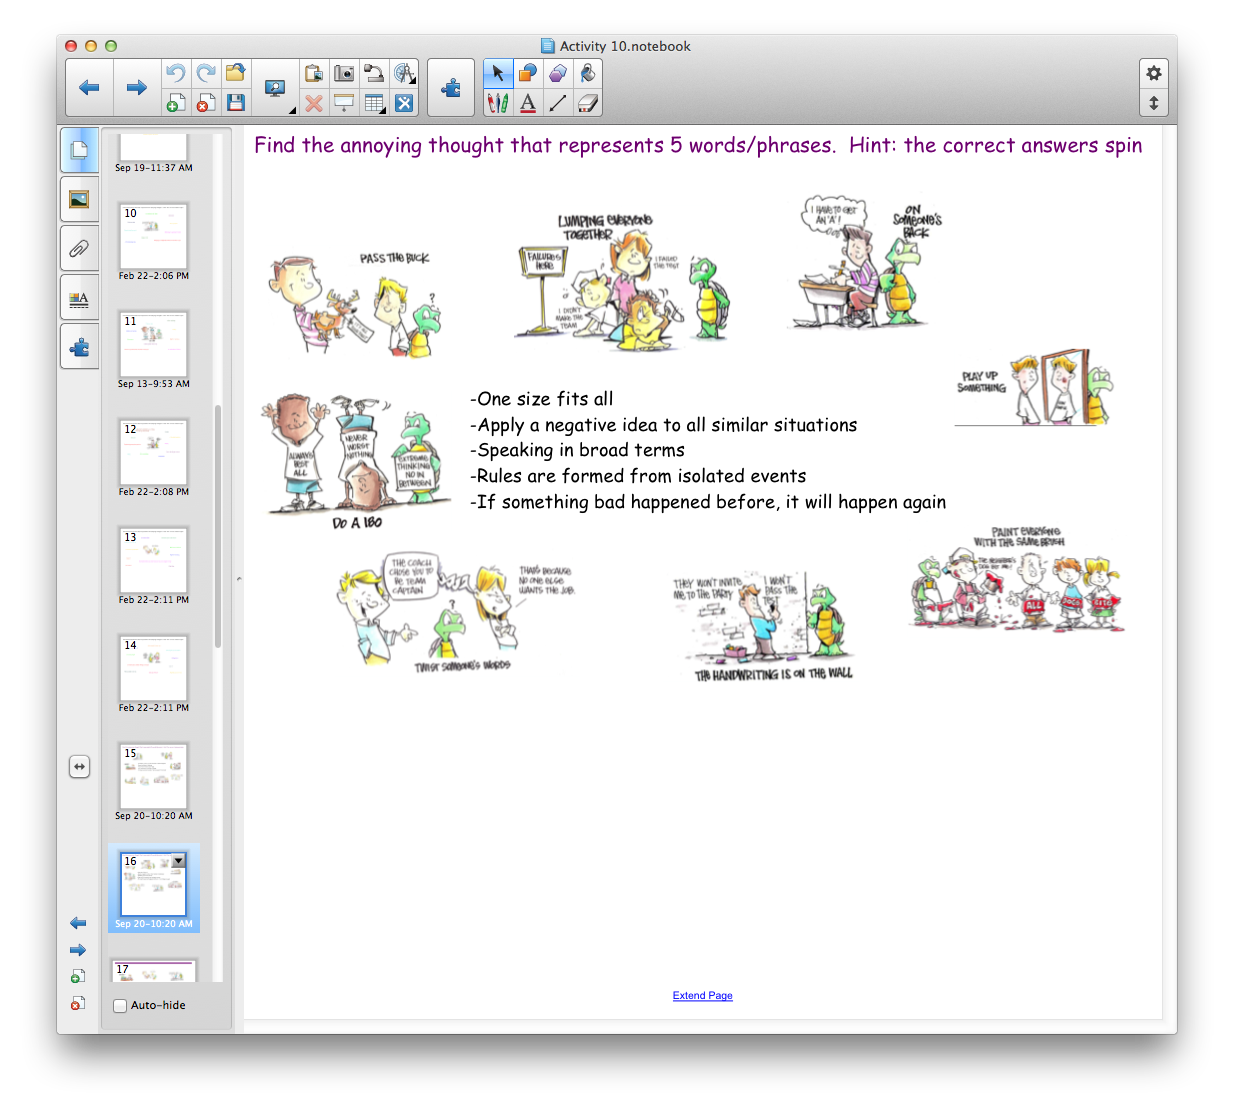 Activity 10.notebook
Find the annoying thought that represents 5 words/phrases.  Hint: the correct answers spin
Sep 19-11:37 AM
10
Feb 22-2:06 PM
11
Sep 13-9:53 AM
12
Feb 22-2:08 PM
13
Feb 22-2:11 PM
14
Feb 22-2:11 PM
15
Sep 20-10:20 AM
16
Sep 20-10:20 AM
17
Auto-hide
PASS THE BUCK
?
LUMPING EVERYONE
TOGETHER
FAILURES
HERE
I FAILED
THE TEST
I DIDN'T
MAKE THE
TEAM
I HAVE TO GET
AN 'A'!
ON
SOMEONE'S
BACK
PLAY UP
SOMETHING
ALWAYS
BEST
ALL
NEVER
WORST
NOTHING
EXTREME
THINKING
NO IN
BETWEEN
DO A 180
-One size fits all
-Apply a negative idea to all similar situations
-Speaking in broad terms
-Rules are formed from isolated events
-If something bad happened before, it will happen again
THE COACH
CHOSE YOU TO
BE TEAM
CAPTAIN
THAT'S BECAUSE
NO ONE ELSE
WANTS THE JOB.
?
TWIST SOMEONE'S WORDS
THEY WON'T INVITE
ME TO THE PARTY
I WON'T
PASS THE
TEST
THE HANDWRITING IS ON THE WALL
PAINT EVERYONE
WITH THE SAME BRUSH
ALL
Extend Page